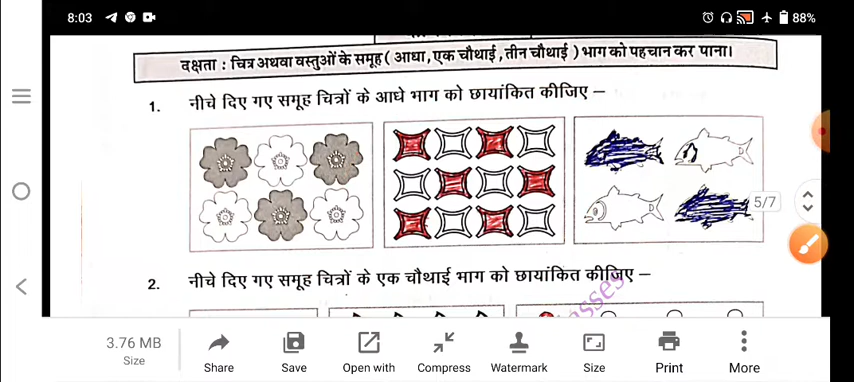 8:03
88%
दक्षता : चित्र अथवा वस्तुओं के समूह ( आधा, एक चौथाई, तीन चौथाई ) भाग को पहचान कर पाना।
1. नीचे दिए गए समूह चित्रों के आधे भाग को छायांकित कीजिए –
5/7
2. नीचे दिए गए समूह चित्रों के एक चौथाई भाग को छायांकित कीजिए –
3.76 MB
Size
Share
Save
Open with
Compress
Watermark
Size
Print
More